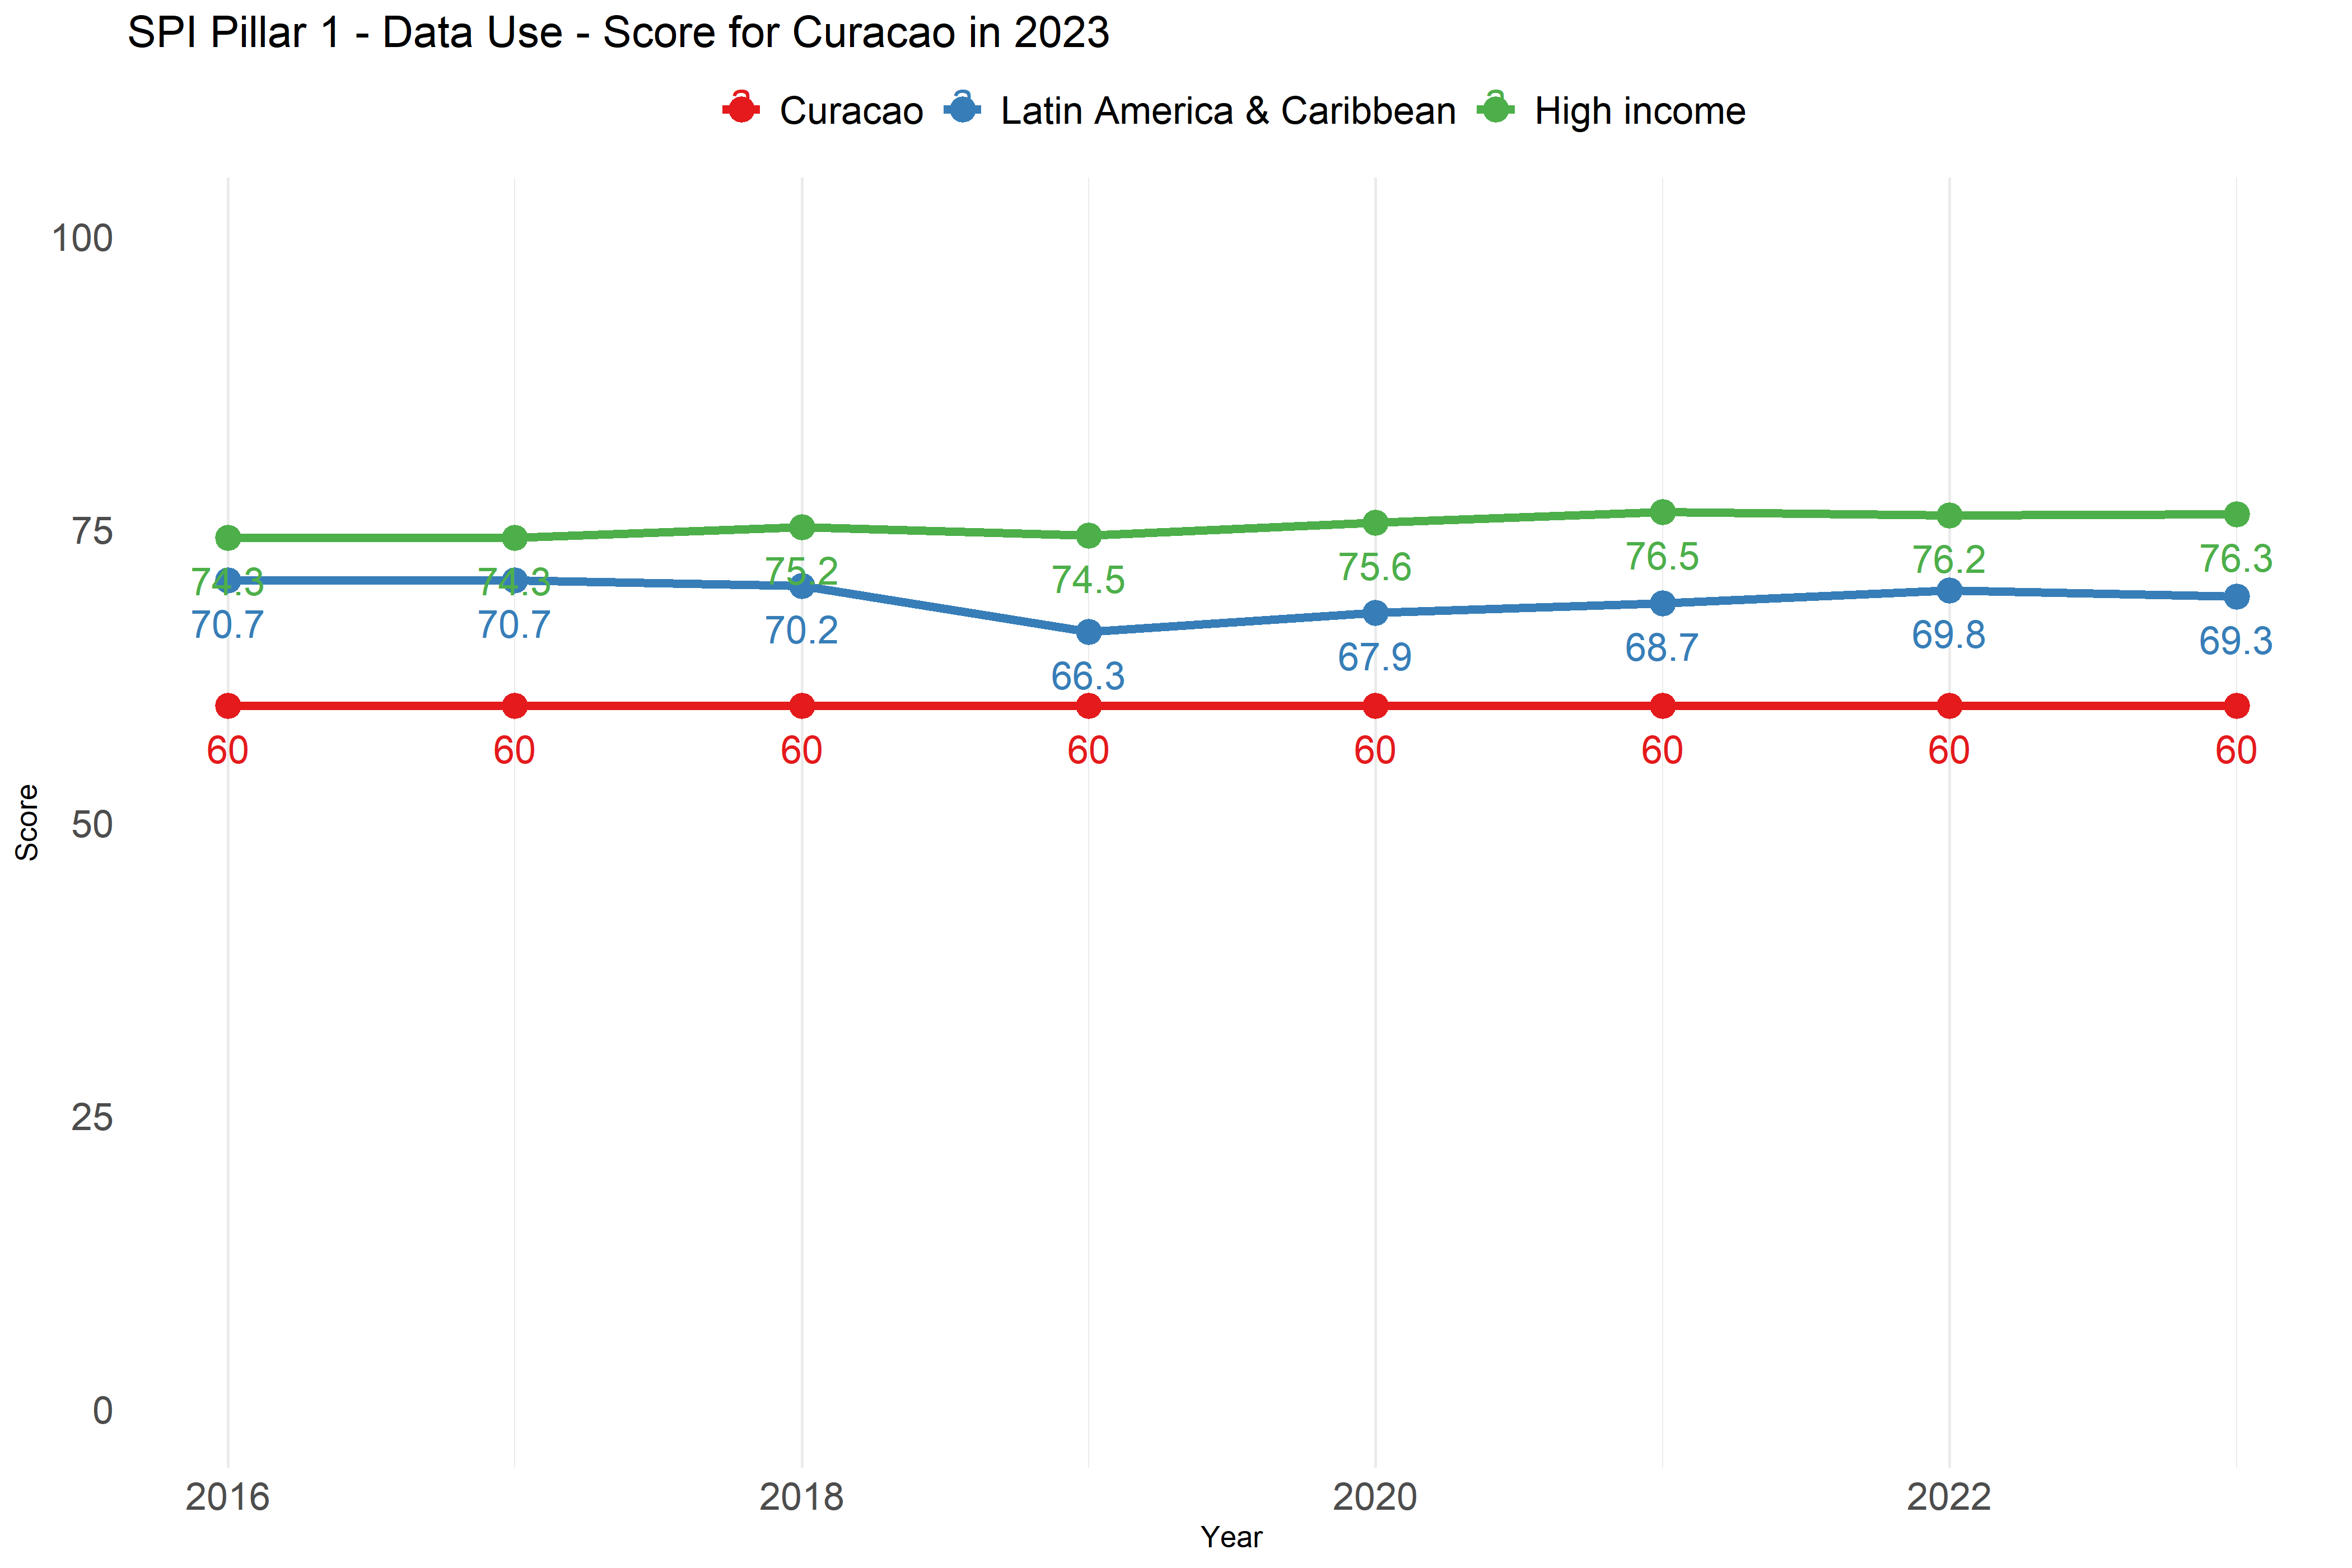 SPI Pillar 1 - Data Use - Score for Curacao in 2023
Curacao Latin America & Caribbean High income
100
75
50
25
0
Score
74.3 74.3 75.2 74.5 75.6 76.5 76.2 76.3
70.7 70.7 70.2 66.3 67.9 68.7 69.8 69.3
60 60 60 60 60 60 60 60
2016 2018 2020 2022
Year